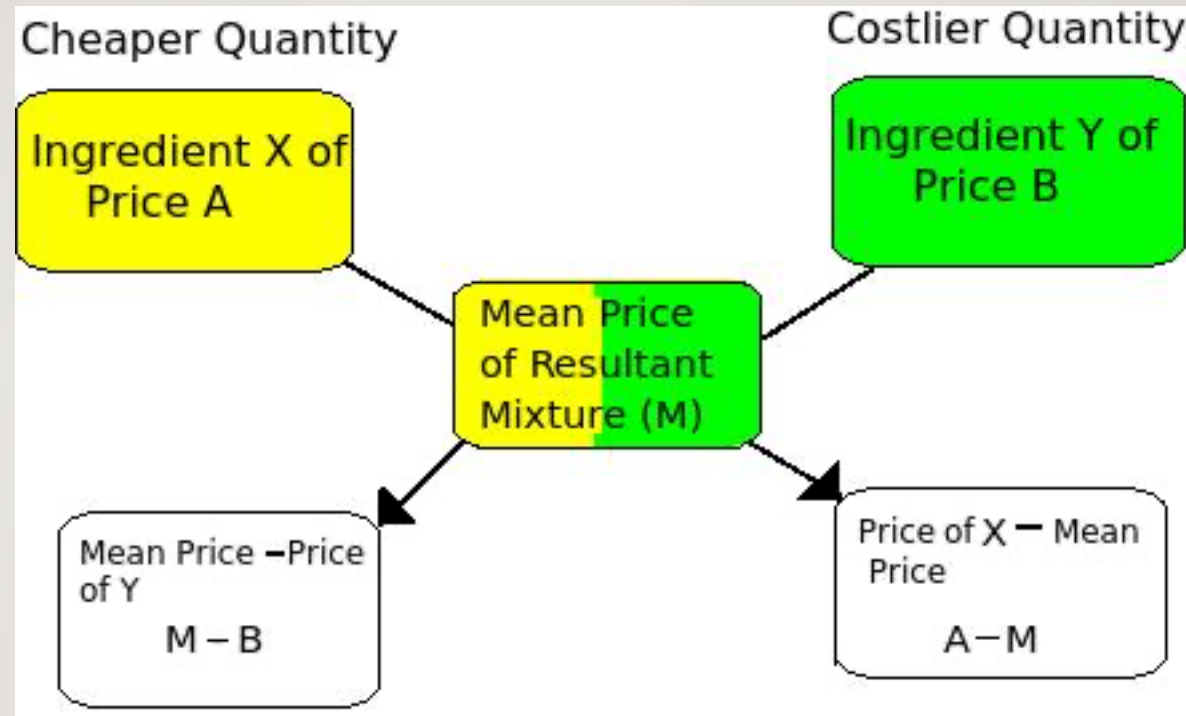 Cheaper Quantity
Costlier Quantity
Ingredient X of
Price A
Ingredient Y of
Price B
Mean Price
of Resultant
Mixture (M)
Mean Price –Price
of Y
M – B
Price of X – Mean
Price
A – M